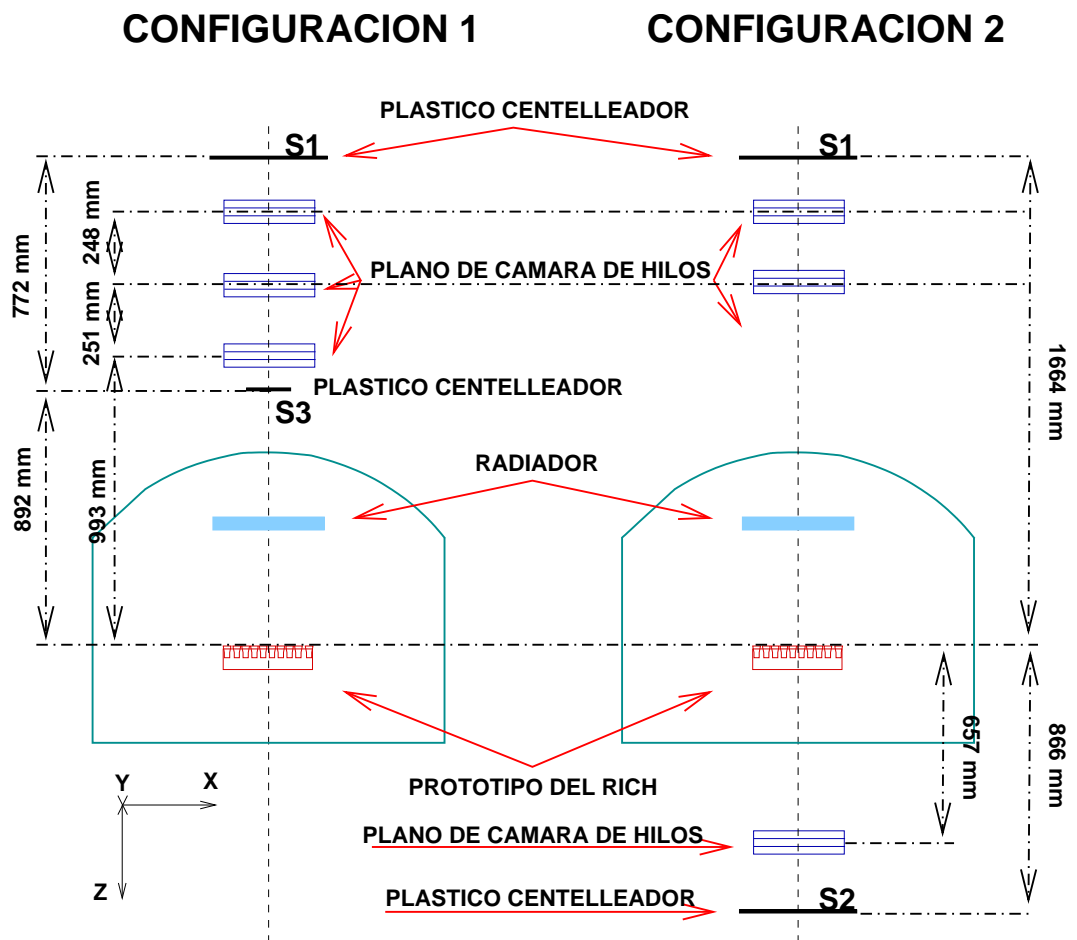 CONFIGURACION 1
CONFIGURACION 2
PLASTICO CENTELLEADOR
S1
S1
248 mm
772 mm
PLANO DE CAMARA DE HILOS
251 mm
PLASTICO CENTELLEADOR
S3
1664 mm
892 mm
993 mm
RADIADOR
657 mm
866 mm
Y
X
Z
PROTOTIPO DEL RICH
PLANO DE CAMARA DE HILOS
PLASTICO CENTELLEADOR
S2